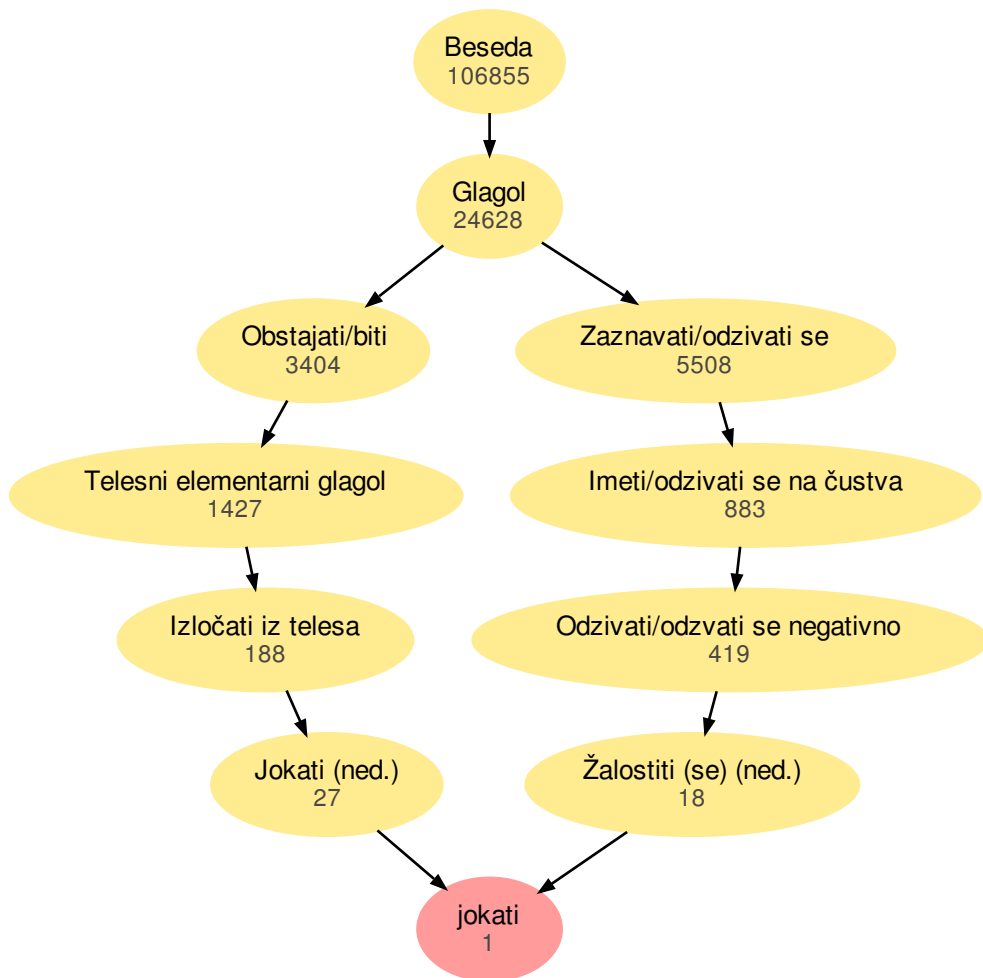 Beseda
106855
Glagol
24628
Obstajati/biti
3404
Zaznavati/odzivati se
5508
Telesni elementarni glagol
1427
Imeti/odzivati se na čustva
883
Izločati iz telesa
188
Odzivati/odzvati se negativno
419
Jokati (ned.)
27
Žalostiti (se) (ned.)
18
jokati
1